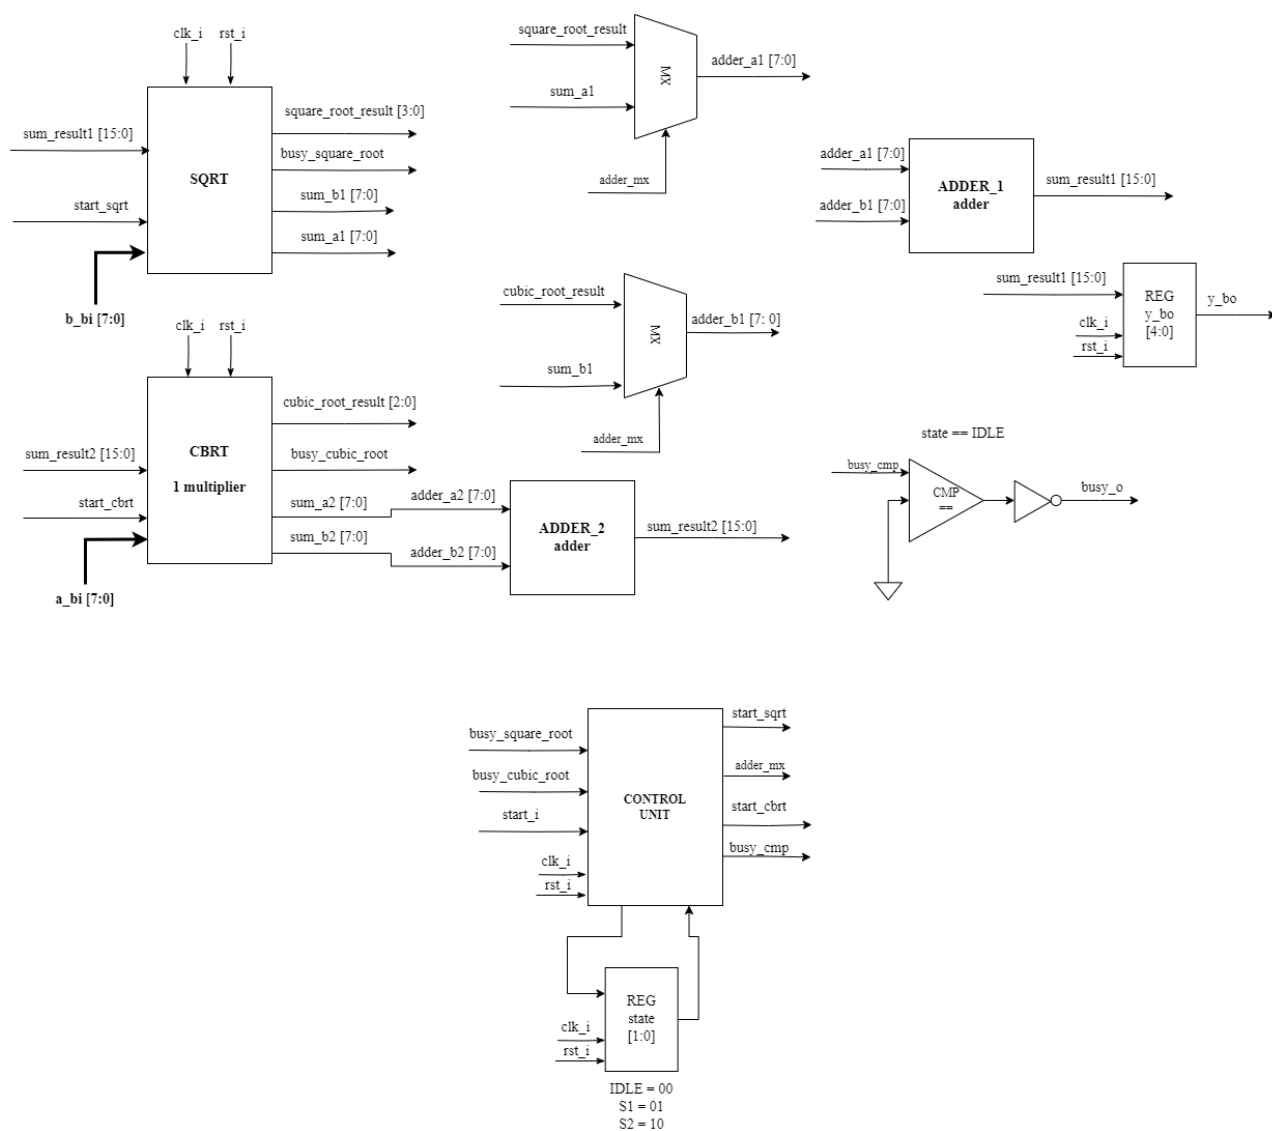 clk_i
rst_i
sum_result1 [15:0]
start_sqrt
b_bi [7:0]
SQRT
square_root_result [3:0]
busy_square_root
sum_b1 [7:0]
sum_a1 [7:0]
square_root_result
sum_a1
MX
adder_mx
adder_a1 [7:0]
adder_a1 [7:0]
adder_b1 [7:0]
ADDER_1
adder
sum_result1 [15:0]
cubic_root_result
sum_b1
MX
adder_mx
adder_b1 [7: 0]
sum_result1 [15:0]
clk_i
rst_i
REG
y_bo
[4:0]
y_bo
clk_i
rst_i
sum_result2 [15:0]
start_cbrt
a_bi [7:0]
CBRT
1 multiplier
cubic_root_result [2:0]
busy_cubic_root
sum_a2 [7:0]
sum_b2 [7:0]
adder_a2 [7:0]
adder_b2 [7:0]
ADDER_2
adder
sum_result2 [15:0]
state == IDLE
busy_cmp
CMP
==
busy_o
busy_square_root
busy_cubic_root
start_i
clk_i
rst_i
CONTROL
UNIT
start_sqrt
adder_mx
start_cbrt
busy_cmp
clk_i
rst_i
REG
state
[1:0]
IDLE = 00
S1 = 01
S2 = 10